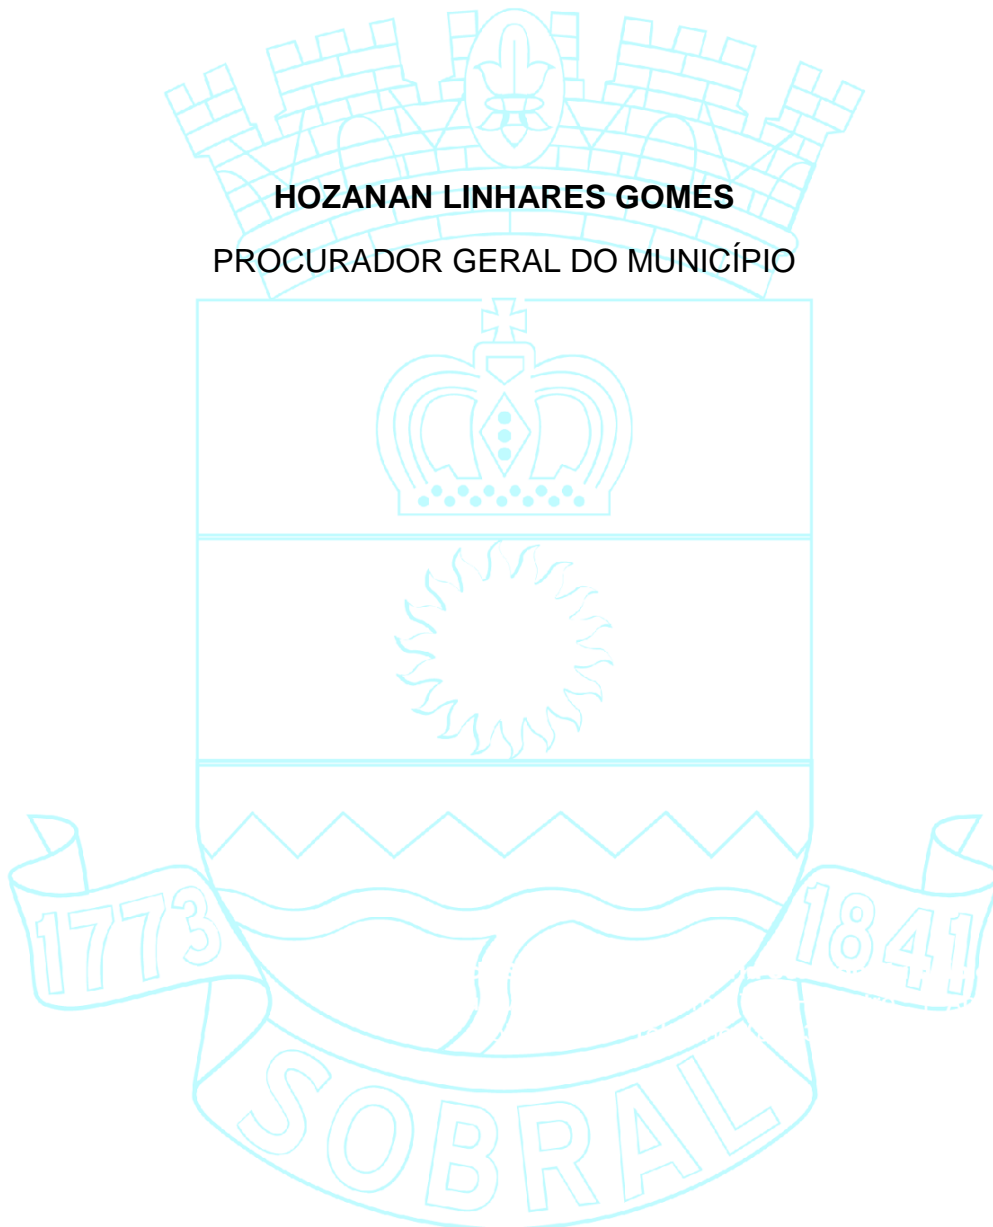 HOZANAN LINHARES GOMES
PROCURADOR GERAL DO MUNICÍPIO
1773
1841
SOBRAL